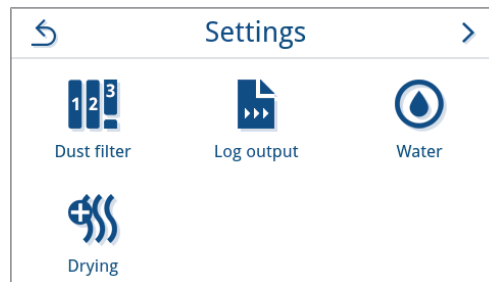 Settings
1 2 3
Dust filter
Log output
Water
Drying